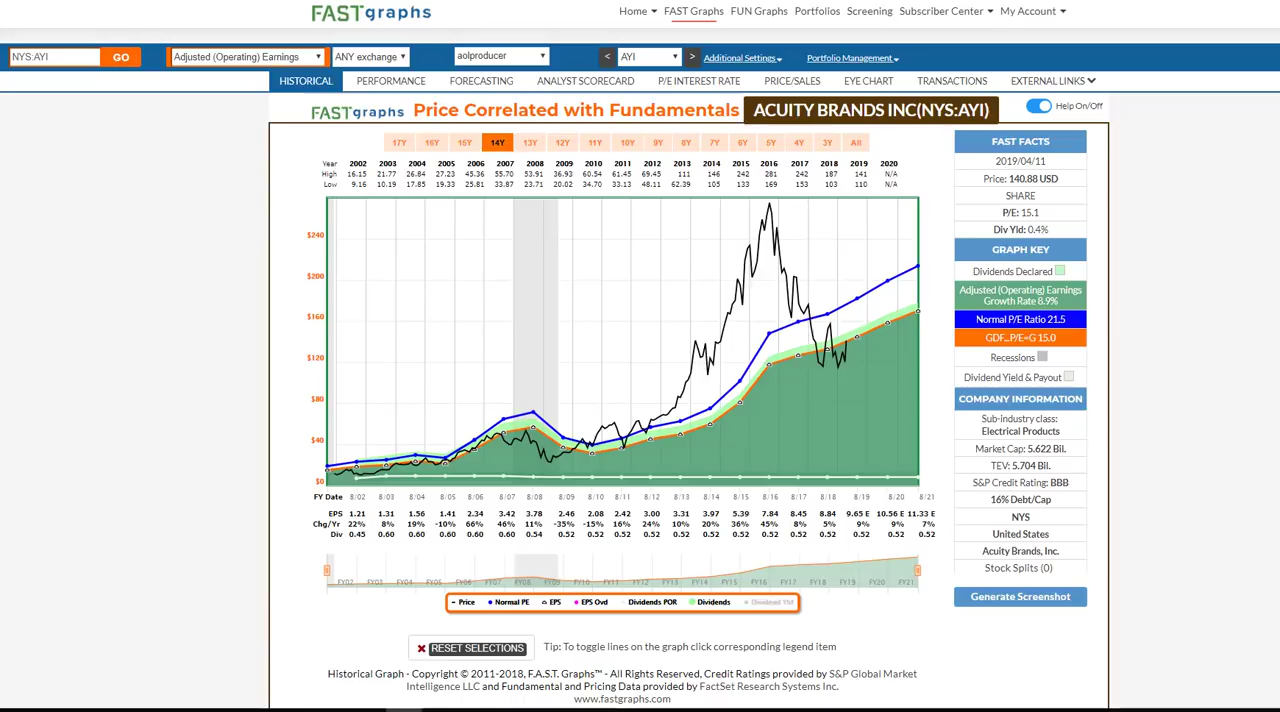 FASTgraphs
Home FAST Graphs FUN Graphs Portfolios Screening Subscriber Center My Account
NYS:AYI GO Adjusted (Operating) Earnings ANY exchange aolproducer < AYI > Additional Settings Portfolio Management
HISTORICAL PERFORMANCE FORECASTING ANALYST SCORECARD P/E INTEREST RATE PRICE/SALES EYE CHART TRANSACTIONS EXTERNAL LINKS
FASTgraphs Price Correlated with Fundamentals ACUITY BRANDS INC(NYS:AYI) Help On/Off
17Y 16Y 15Y 14Y 13Y 12Y 11Y 10Y 9Y 8Y 7Y 6Y 5Y 4Y 3Y All
Year 2002 2003 2004 2005 2006 2007 2008 2009 2010 2011 2012 2013 2014 2015 2016 2017 2018 2019 2020
High 16.15 21.77 26.84 27.23 45.36 55.70 53.91 36.93 60.54 61.45 69.45 111 146 242 281 242 187 141 N/A
Low 9.16 10.19 17.85 19.33 25.81 33.87 23.71 20.02 34.70 33.13 48.11 62.39 105 133 169 153 103 110 N/A
$240
$200
$160
$120
$80
$40
$0
FY Date 8/02 8/03 8/04 8/05 8/06 8/07 8/08 8/09 8/10 8/11 8/12 8/13 8/14 8/15 8/16 8/17 8/18 8/19 8/20 8/21
EPS 1.21 1.31 1.56 1.41 2.34 3.42 3.78 2.46 2.08 2.42 3.00 3.31 3.97 5.39 7.84 8.45 8.84 9.65 E 10.56 E 11.33 E
Chg/Yr 22% 8% 19% -10% 66% 46% 11% -35% -15% 16% 24% 10% 20% 36% 45% 8% 5% 9% 9% 7%
Div 0.45 0.60 0.60 0.60 0.60 0.60 0.54 0.52 0.52 0.52 0.52 0.52 0.52 0.52 0.52 0.52 0.52 0.52 0.52 0.52
FY02 FY03 FY04 FY05 FY06 FY07 FY08 FY09 FY10 FY11 FY12 FY13 FY14 FY15 FY16 FY17 FY18 FY19 FY20 FY21
Price Normal PE EPS EPS Ovd Dividends POR Dividends Dividend Yld
RESET SELECTIONS Tip: To toggle lines on the graph click corresponding legend item
Historical Graph - Copyright © 2011-2018, F.A.S.T. Graphs™ - All Rights Reserved, Credit Ratings provided by S&P Global Market
Intelligence LLC and Fundamental and Pricing Data provided by FactSet Research Systems Inc.
www.fastgraphs.com
FAST FACTS
2019/04/11
Price: 140.88 USD
SHARE
P/E: 15.1
Div Yld: 0.4%
GRAPH KEY
Dividends Declared
Adjusted (Operating) Earnings
Growth Rate 8.9%
Normal P/E Ratio 21.5
GDF...P/E=G 15.0
Recessions
Dividend Yield & Payout
COMPANY INFORMATION
Sub-industry class:
Electrical Products
Market Cap: 5.622 Bil.
TEV: 5.704 Bil.
S&P Credit Rating: BBB
16% Debt/Cap
NYS
United States
Acuity Brands, Inc.
Stock Splits (0)
Generate Screenshot